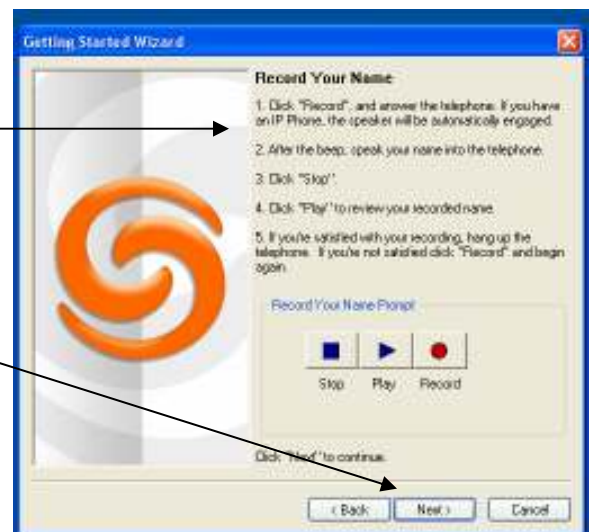 Getting Started Wizard
Record Your Name
1. Click "Record", and answer the telephone. If you have
an IP Phone, the speaker will be automatically engaged.
2. After the beep, speak your name into the telephone.
3. Click "Stop".
4. Click "Play" to review your recorded name.
5. If you're satisfied with your recording, hang up the
telephone. If you're not satisfied click "Record" and begin
again.
Record Your Name Prompt
Stop Play Record
Click "Next" to continue.
< Back Next > Cancel